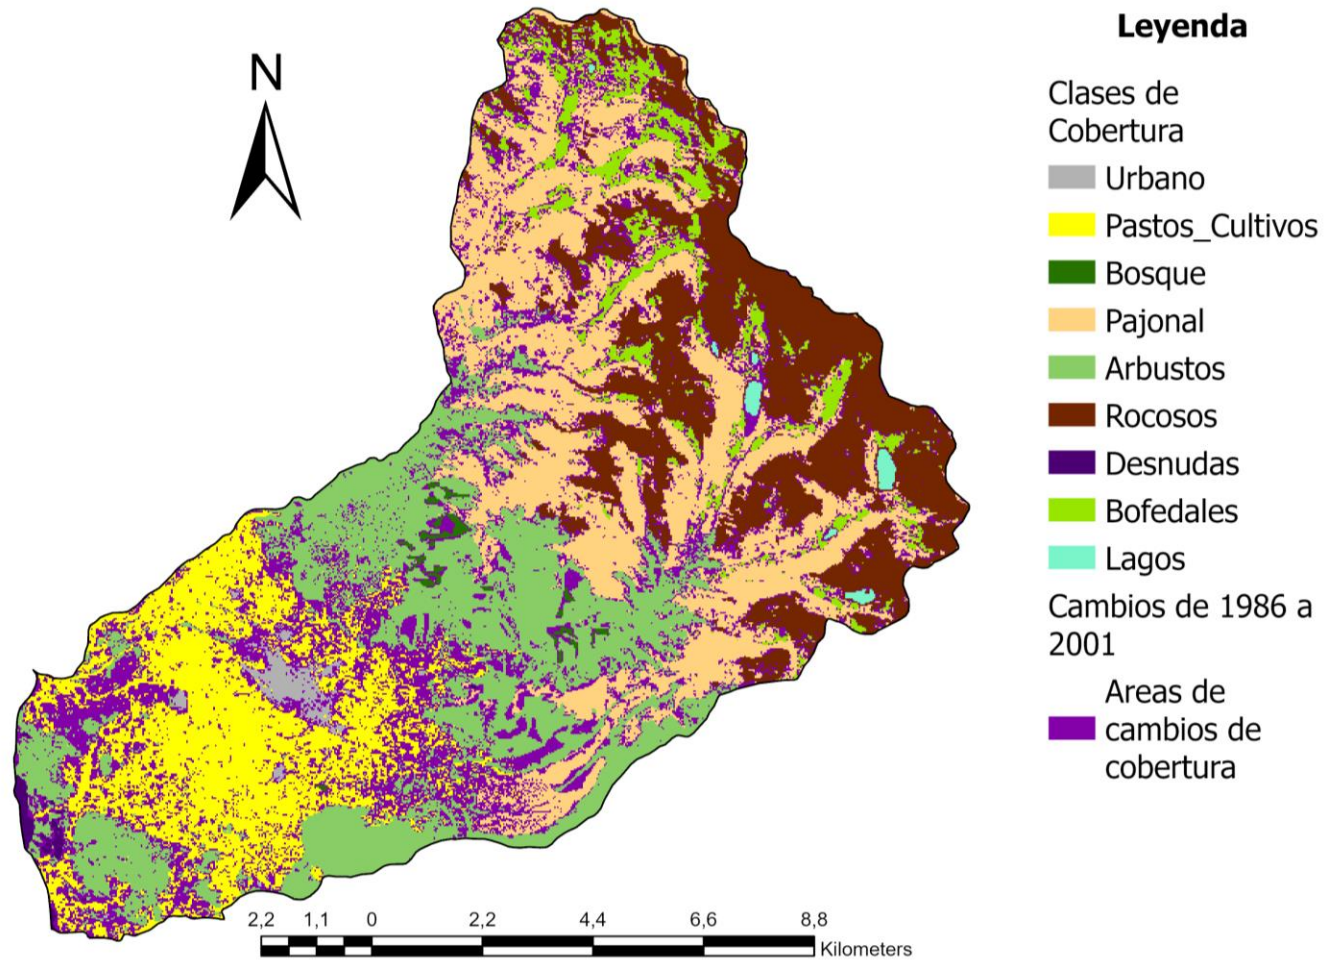 N
Leyenda
Clases de
Cobertura
Urbano
Pastos_Cultivos
Bosque
Pajonal
Arbustos
Rocosos
Desnudas
Bofedales
Lagos
Cambios de 1986 a
2001
Areas de
cambios de
cobertura
2,2 1,1 0 2,2 4,4 6,6 8,8
Kilometers